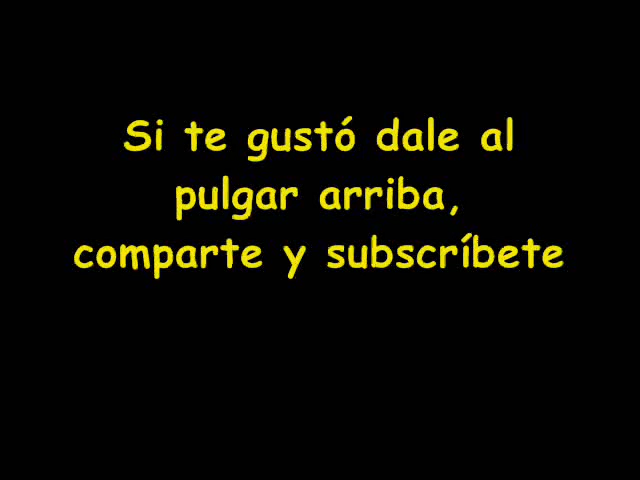 Si te gustó dale al
pulgar arriba,
comparte y subscríbete